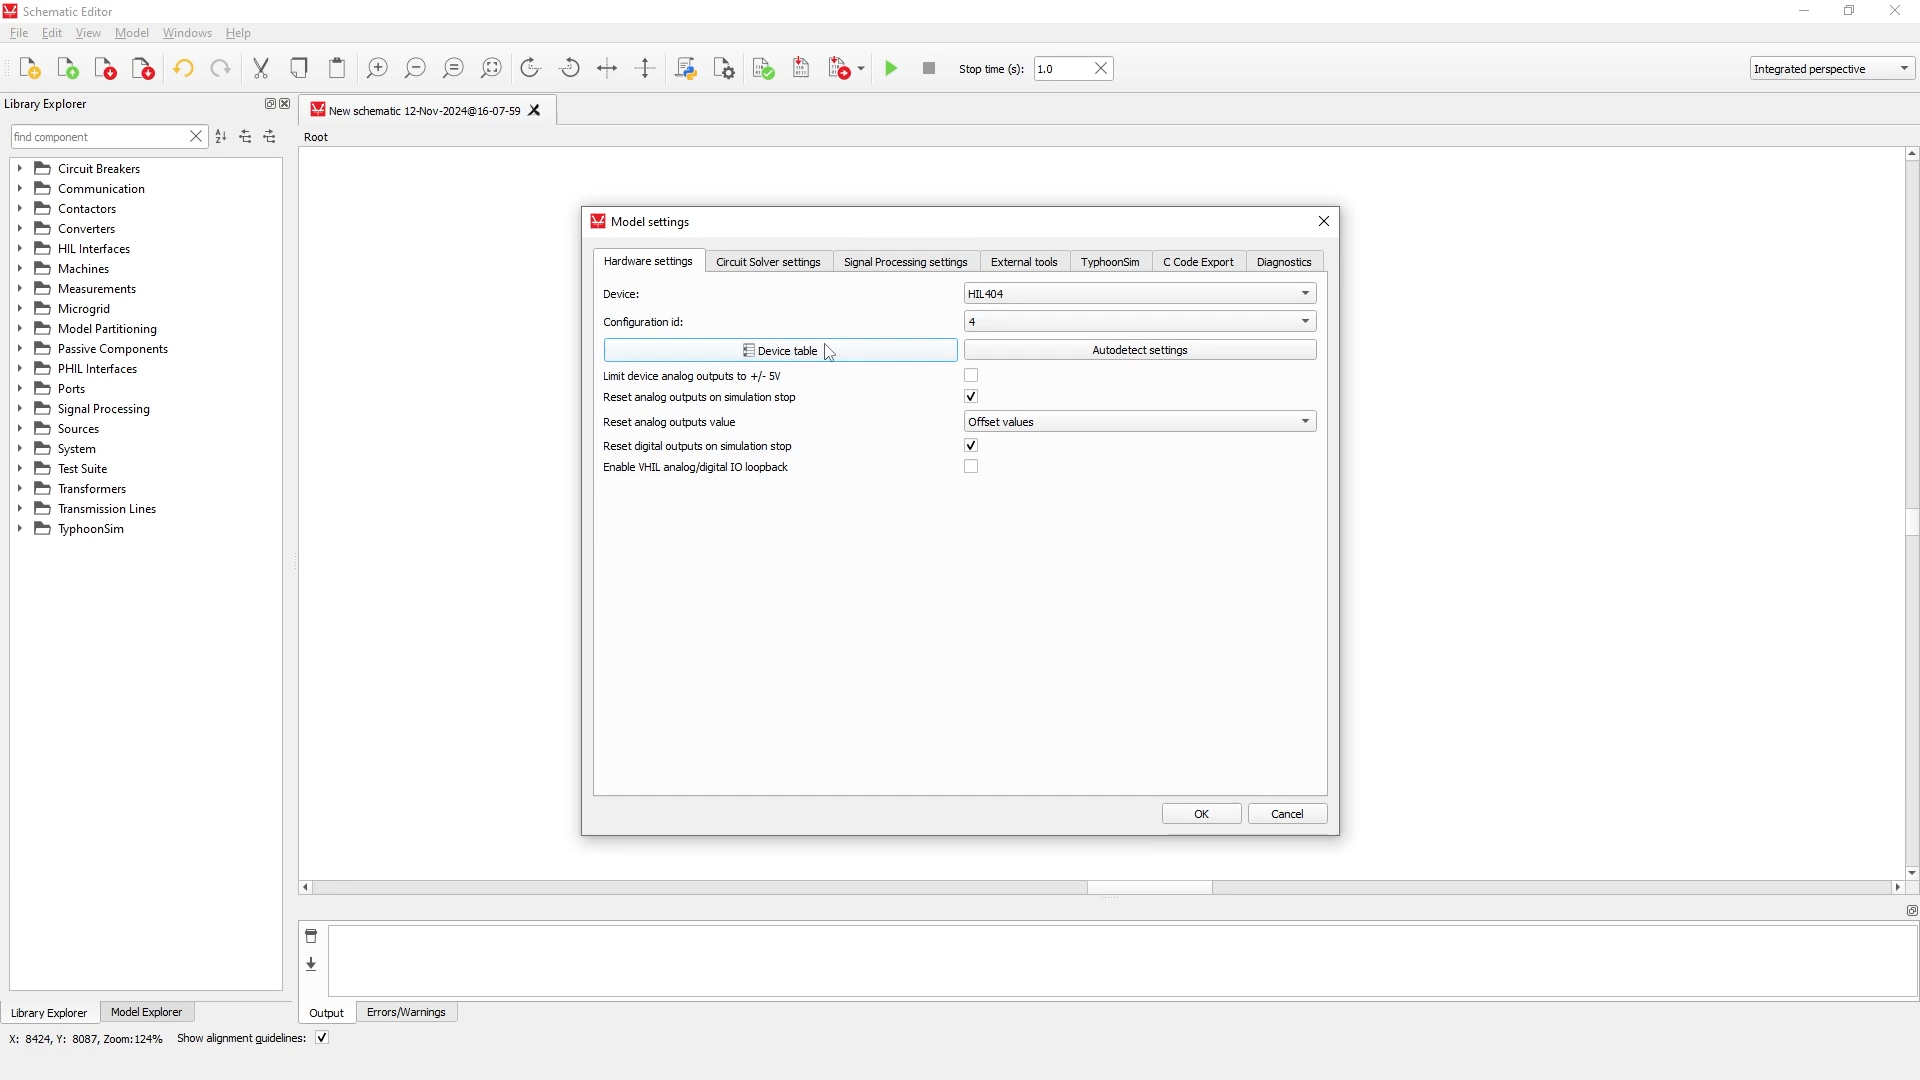 Schematic Editor
File Edit View Model Windows Help
Stop time (s): 1.0
Integrated perspective
Library Explorer
New schematic 12-Nov-2024@16-07-59
find component
Root
Circuit Breakers
Communication
Contactors
Converters
HIL Interfaces
Machines
Measurements
Microgrid
Model Partitioning
Passive Components
PHIL Interfaces
Ports
Signal Processing
Sources
System
Test Suite
Transformers
Transmission Lines
TyphoonSim
Model settings
Hardware settings Circuit Solver settings Signal Processing settings External tools TyphoonSim C Code Export Diagnostics
Device: HIL404
Configuration id: 4
Device table Autodetect settings
Limit device analog outputs to +/- 5V
Reset analog outputs on simulation stop
Reset analog outputs value Offset values
Reset digital outputs on simulation stop
Enable VHIL analog/digital IO loopback
OK Cancel
Library Explorer Model Explorer
Output Errors/Warnings
X: 8424, Y: 8087, Zoom:124% Show alignment guidelines: